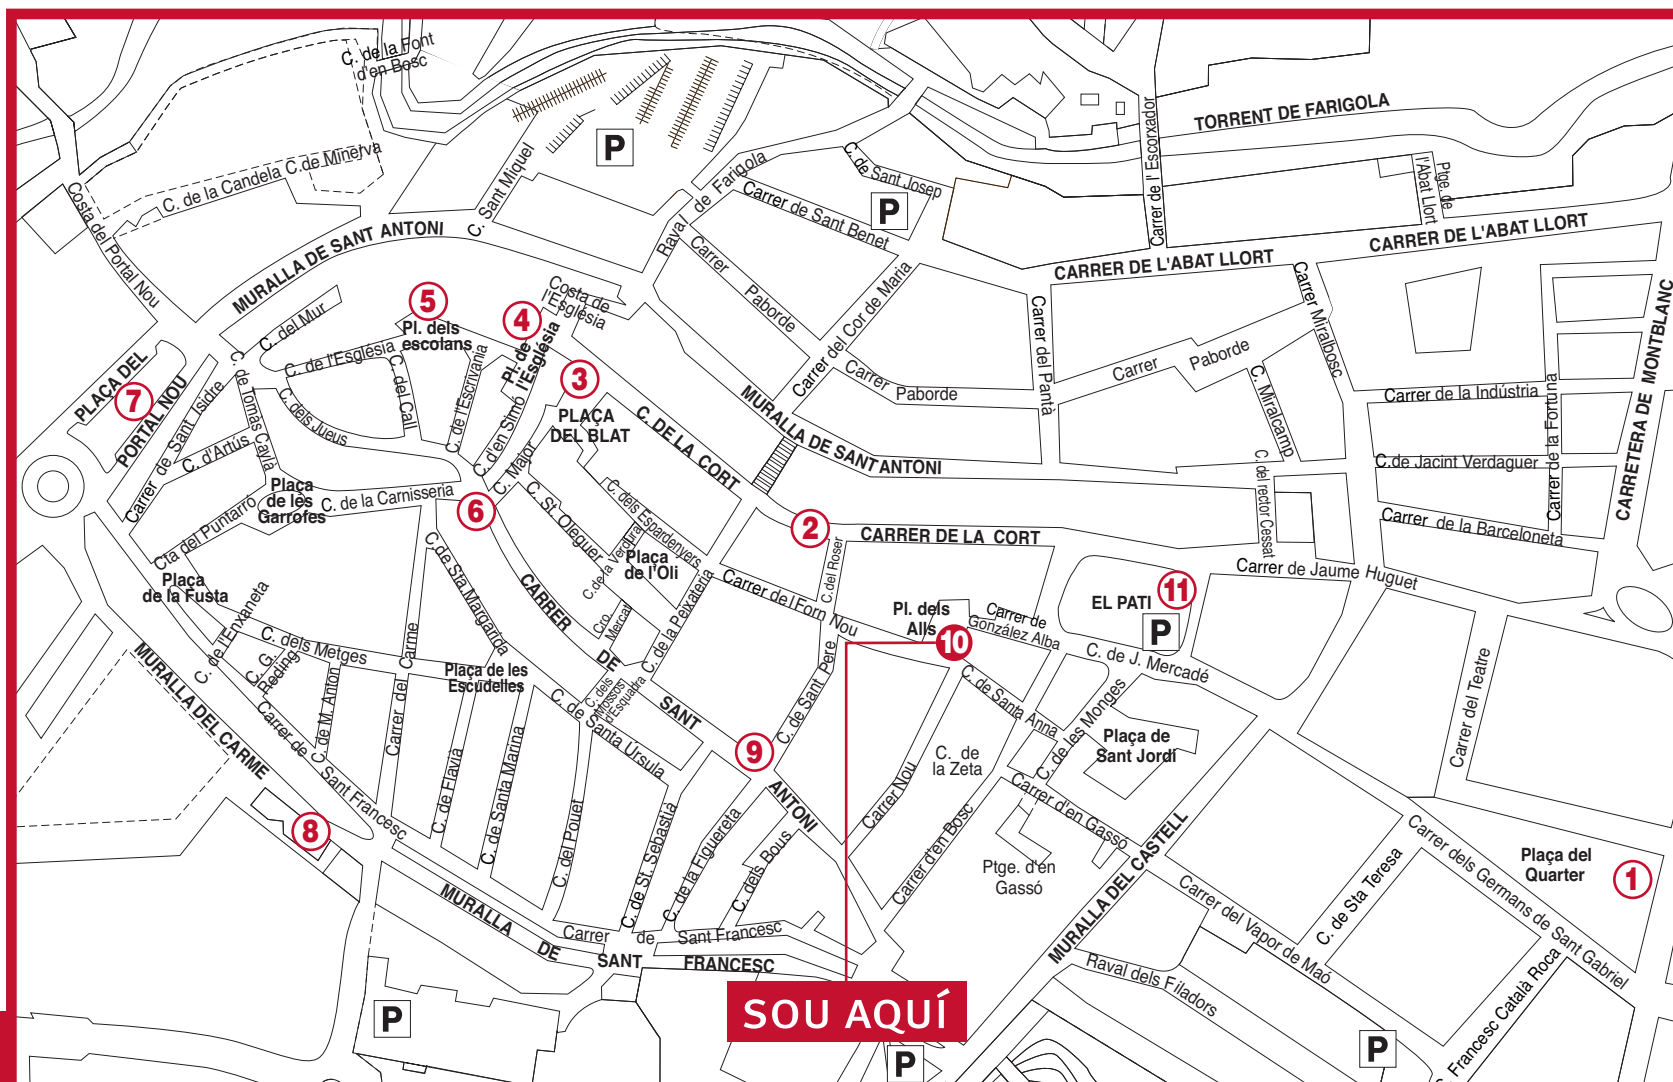 C. de la Font
d'en Bosc
P
TORRENT DE FARIGOLA
Carrer de l' Escorxador
C. de la Candela
C. de Minerva
C. Sant Miquel
Raval de Farigola
C. de Sant Josep
P
Carrer de Sant Benet
Ptge. de
l'Abat Llort
Costa del Portal Nou
MURALLA DE SANT ANTONI
CARRER DE L'ABAT LLORT
CARRER DE L'ABAT LLORT
Carrer Paborde
Carrer del Cor de Maria
Carrer Miralbosc
CARRETERA DE MONTBLANC
C. del Mur
5
Pl. dels
escolans
4
Pl. de
l'Església
Costa de
l'Església
Carrer del Pantà
Carrer Paborde
C. de l'Església
C. de l'Escrivania
3
Carrer Paborde
C. Miralcamp
Carrer de la Indústria
Carrer de la Fortuna
PLAÇA DEL
7
PORTAL NOU
Carrer de Sant Isidre
C. de Tomàs Caylà
C. dels Jueus
C. del Call
C. d'en Simó
PLAÇA
DEL BLAT
C. DE LA CORT
MURALLA DE SANT ANTONI
C. d'Artús
C. Major
C.de Jacint Verdaguer
Plaça
de les
Garrofes
C. de la Carnisseria
6
C. St. Oleguer
C. dels Espardenyers
C. del rector Cessat
Cta del Puntarró
2
CARRER DE LA CORT
Carrer de la Barceloneta
C. de la Verdura
Plaça
de l'Oli
C.del Roser
Carrer de Jaume Huguet
Plaça
de la Fusta
C.de Sta Margarida
CARRER DE SANT ANTONI
Cro. Mercat
C. de la Peixateria
Carrer del Forn Nou
Pl. dels
Alls
10
Carrer de
González Alba
EL PATI
11
P
C. de l'Enxaneta
C. dels Metges
C. G.
Roding
Carrer del Carme
Plaça de les
Escudelles
C. dels
Mossos
d'Esquadra
C. de Sant Pere
C. de Santa Anna
C. de J. Mercadé
Carrer del Teatre
MURALLA DEL CARME
C. de M. Anton
C. de Santa Ursula
9
C. de
la Zeta
C. de les Monges
Plaça de
Sant Jordi
Carrer de Sant Francesc
C. de Flavià
C. de Santa Marina
C. del Pouet
C. de St. Sebastià
C. de la Figuereta
C. dels Bous
Carrer Nou
Carrer d'en Bosc
Carrer d'en Gassó
Ptge. d'en
Gassó
8
MURALLA DEL CASTELL
Carrer dels Germans de Sant Gabriel
Plaça del
Quarter
1
C. de Sta Teresa
Carrer del Vapor de Maó
MURALLA DE SANT FRANCESC
Carrer de Sant Francesc
Raval dels Filadors
C. Francesc Català Roca
SOU AQUÍ
P
P
P